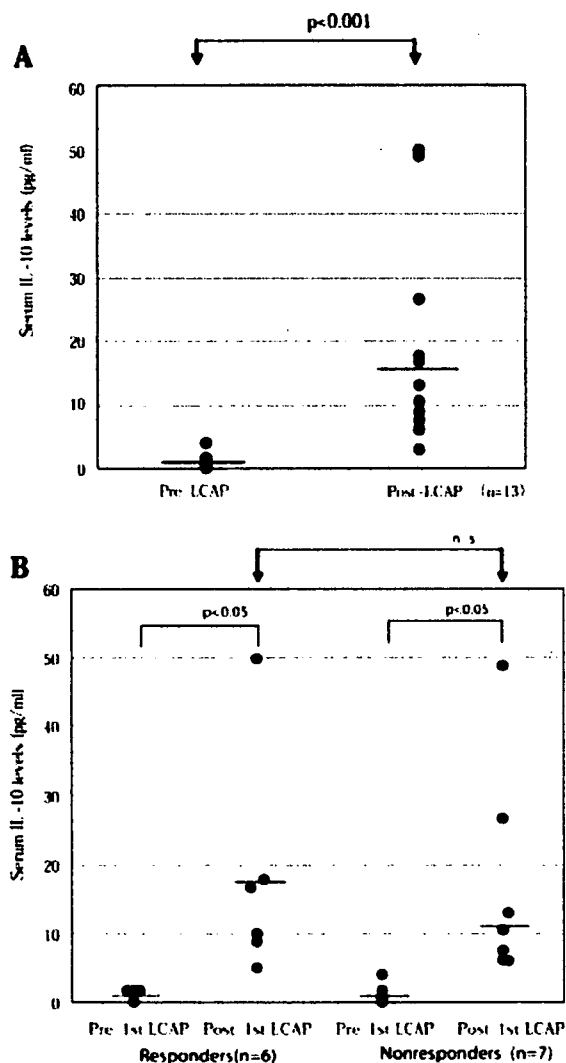 p<0.001
A
60
50
40
30
20
10
0
Serum IL-10 levels (pg/ml)
Pre-LCAP Post-LCAP (n=13)
n.s
B
60
50
40
30
20
10
0
Serum IL-10 levels (pg/ml)
p<0.05 p<0.05
Pre 1st LCAP Post 1st LCAP Pre 1st LCAP Post 1st LCAP
Responders(n=6) Nonresponders (n=7)